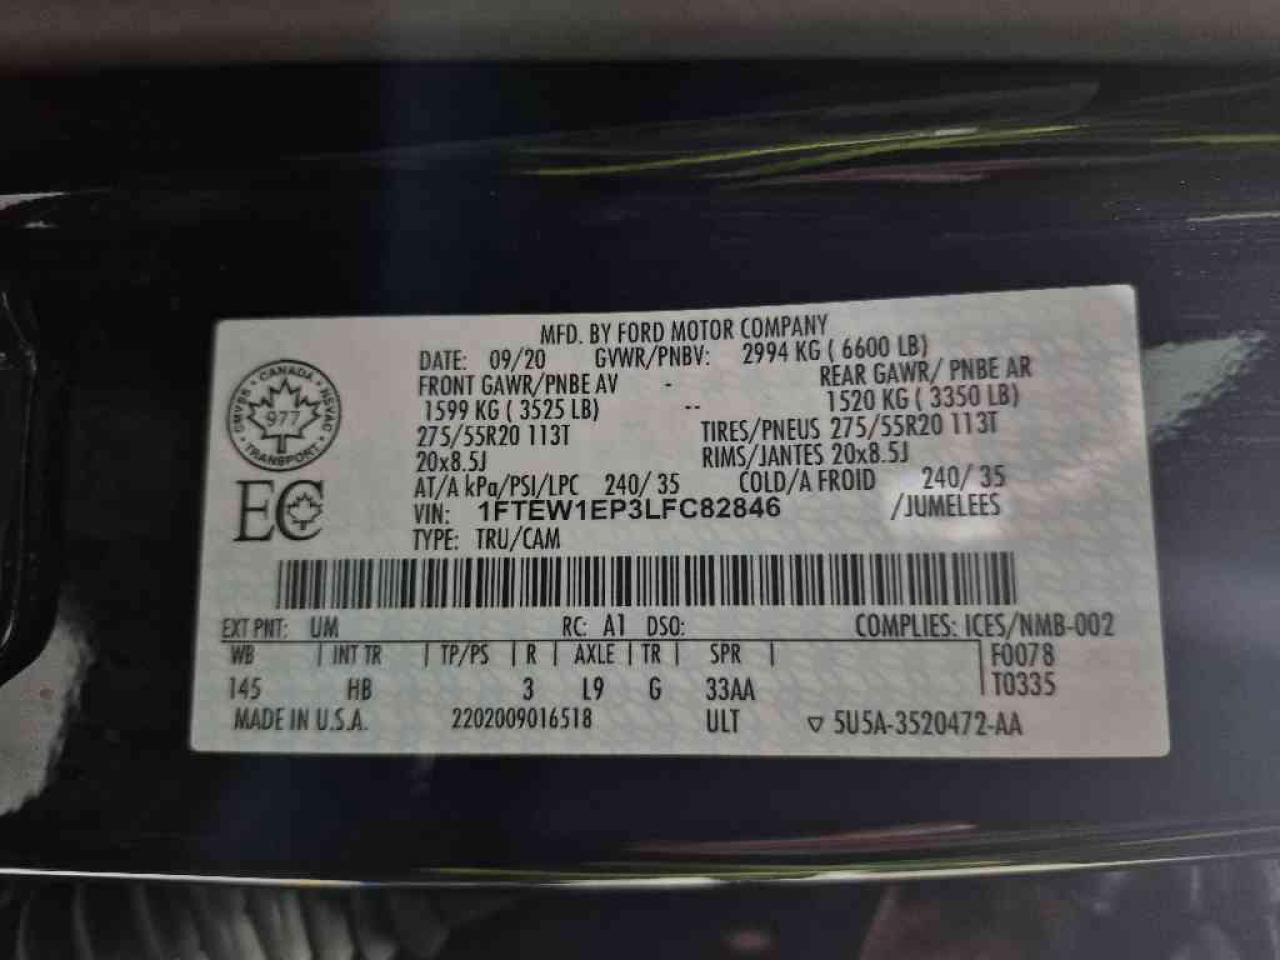 MFD. BY FORD MOTOR COMPANY
DATE: 09/20 GVWR/PNBV: 2994 KG ( 6600 LB)
FRONT GAWR/PNBE AV - REAR GAWR/ PNBE AR
1599 KG ( 3525 LB) -- 1520 KG ( 3350 LB)
275/55R20 113T TIRES/PNEUS 275/55R20 113T
20x8.5J RIMS/JANTES 20x8.5J
AT/A kPa/PSI/LPC 240/ 35 COLD/A FROID 240/ 35
VIN: 1FTEW1EP3LFC82846 /JUMELEES
TYPE: TRU/CAM
CANADA
CMVSS NSVAC
977
TRANSPORT
EC
EXT PNT: UM RC: A1 DSO: COMPLIES: ICES/NMB-002
WB | INT TR | TP/PS | R | AXLE | TR | SPR | F0078
145 HB 3 L9 G 33AA T0335
MADE IN U.S.A. 2202009016518 ULT ▽ 5U5A-3520472-AA